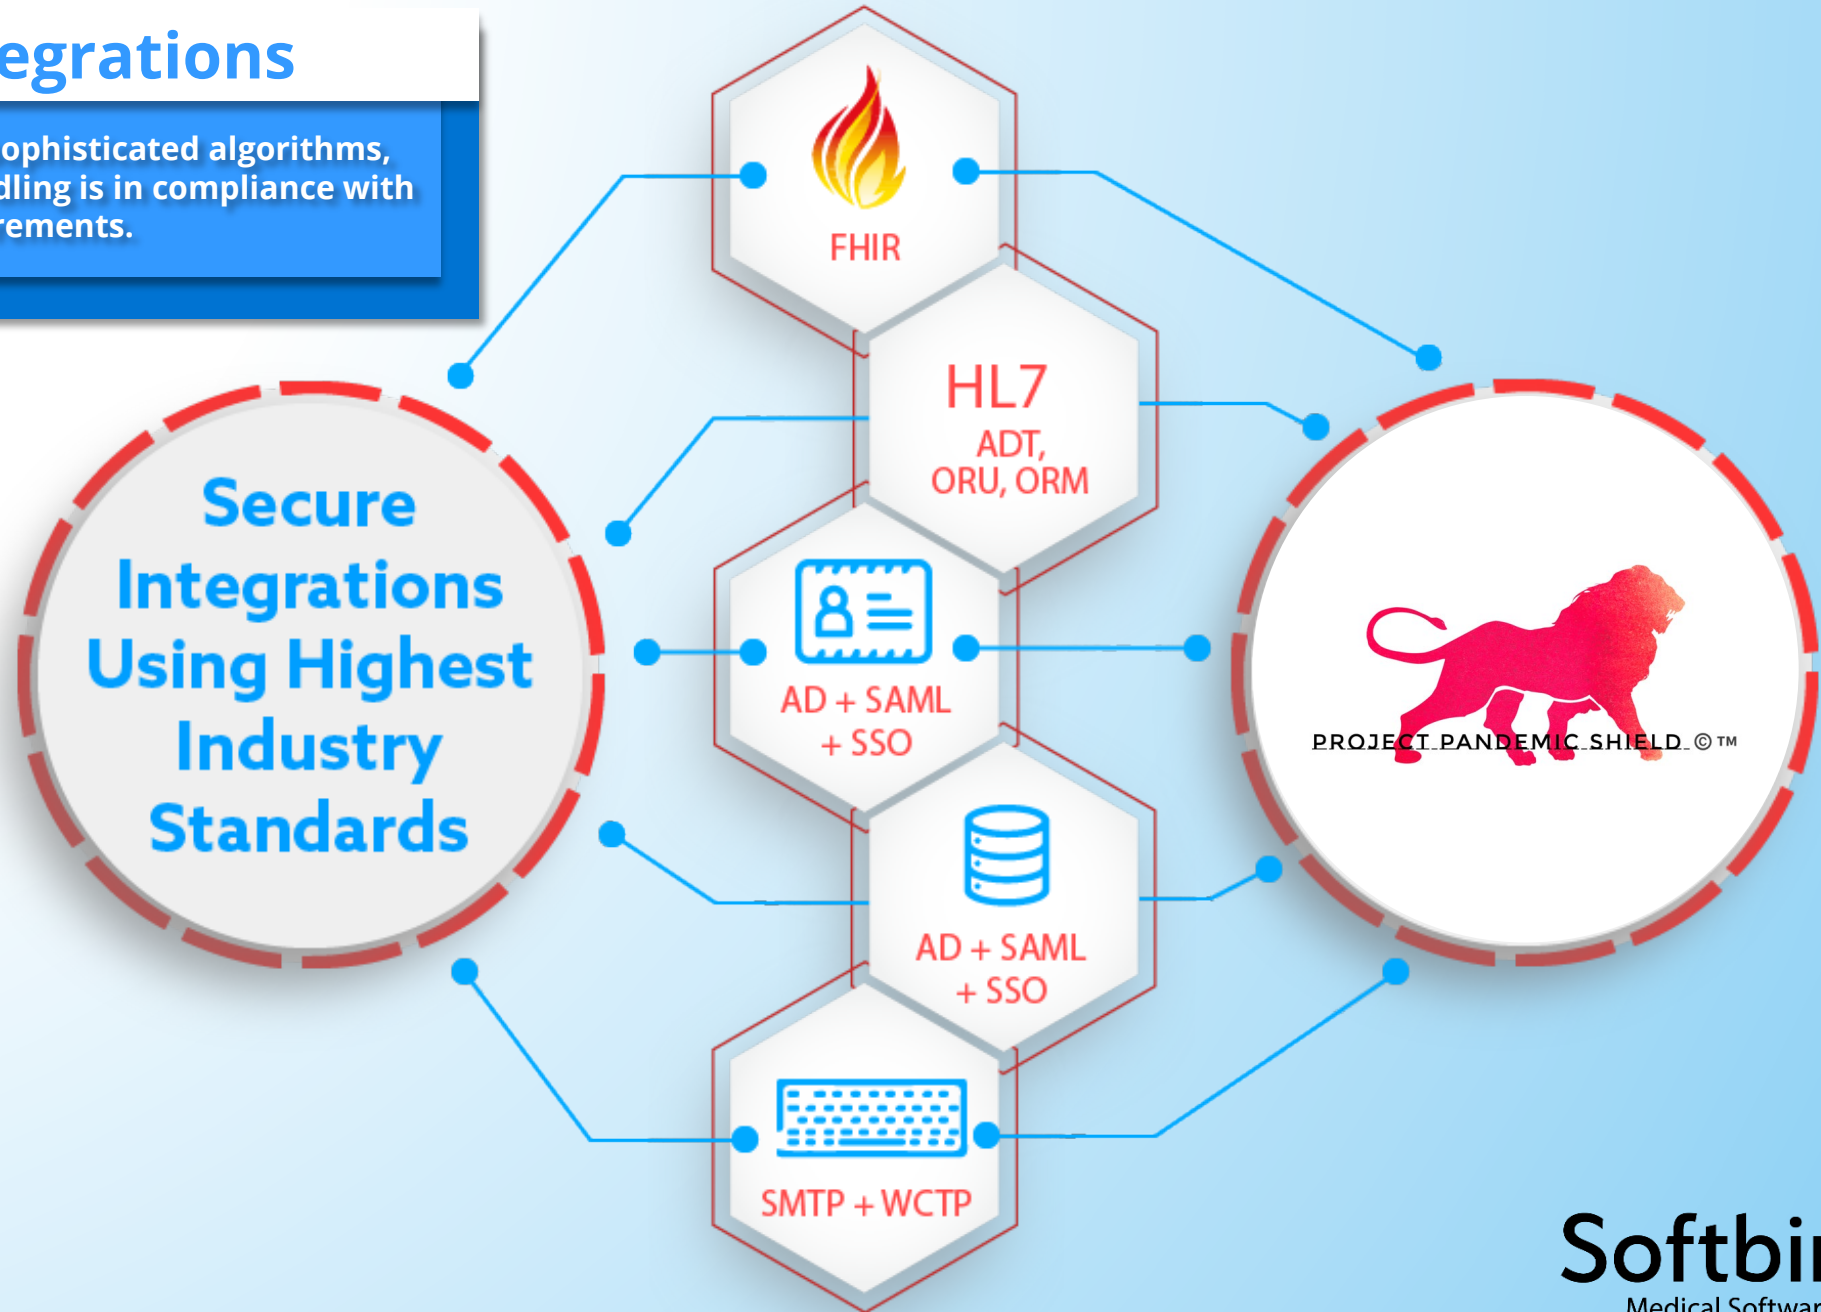 egrations
ophisticated algorithms,
dling is in compliance with
rements.
FHIR
HL7
ADT,
ORU, ORM
Secure
Integrations
Using Highest
Industry
Standards
AD + SAML
+ SSO
PROJECT PANDEMIC SHIELD © TM
AD + SAML
+ SSO
SMTP + WCTP
Softbi
Medical Softwar